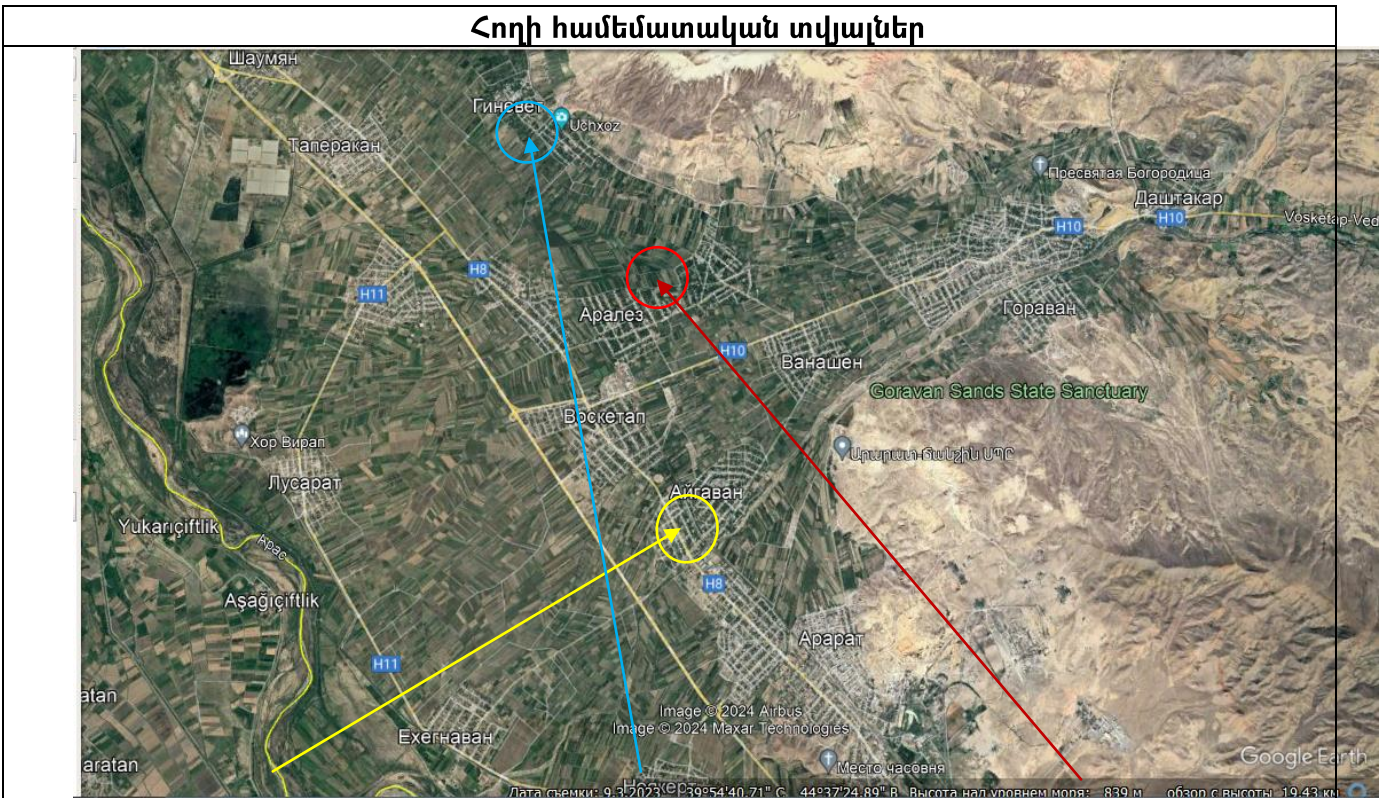 Հողի համեմատական տվյալներ
Шаумян
Гиневет
Uchxoz
Таперакан
Пресвятая Богородица
Даштакар
H10
Vosketap-Ved
H10
H8
H11
Аралез
Гораван
H10
Ванашен
Goravan Sands State Sanctuary
Воскетап
Хор Вирап
Արարատ-Ճանշին ՍՊԸ
Лусарат
Айгаван
Yukarıçiftlik
Арас
H8
Aşağıçiftlik
Арарат
H11
atan
Image © 2024 Airbus
Image © 2024 Maxar Technologies
Ехегнаван
Google Earth
aratan
Место часовня
Дата съемки: 9.3.2023 39°54'40.71" С 44°37'24.89" В Высота над уровнем моря: 839 м обзор с высоты 19.43 км